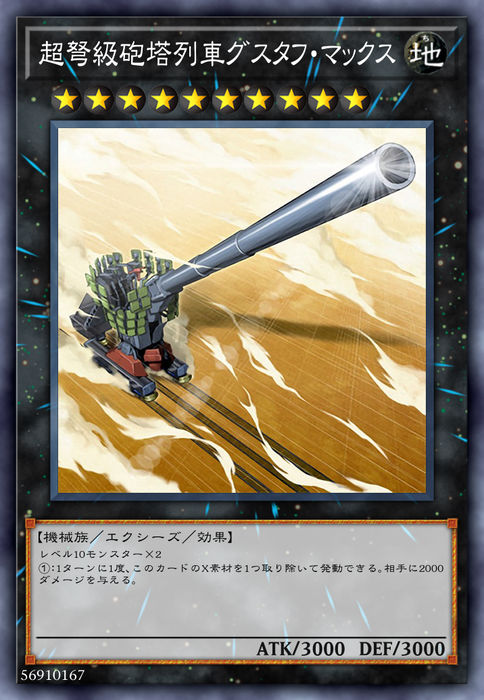 超弩級砲塔列車グスタフ・マックス
ち
地
【機械族／エクシーズ／効果】
レベル10モンスター×2
①:1ターンに1度、このカードのX素材を1つ取り除いて発動できる。相手に2000
ダメージを与える。
ATK/3000 DEF/3000
56910167